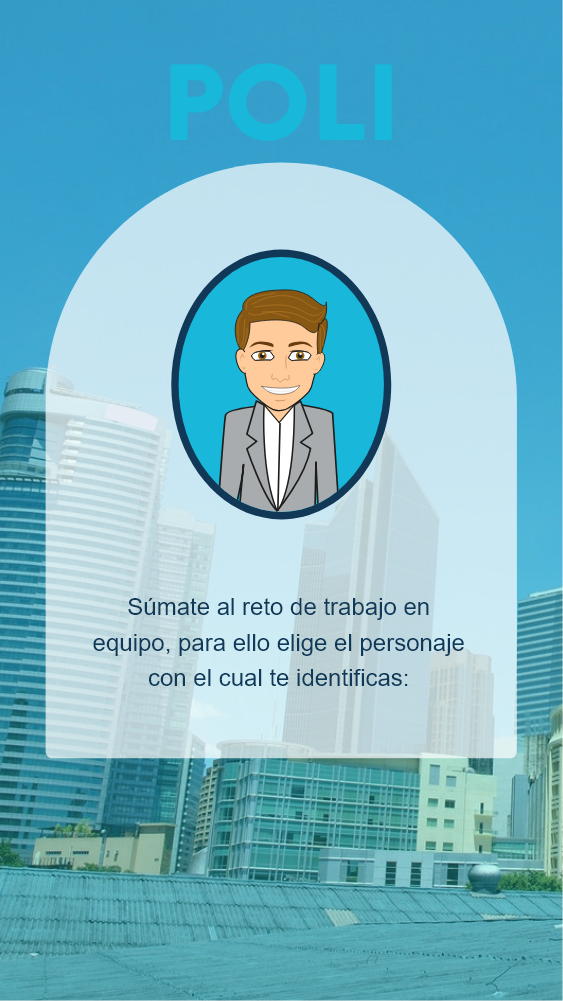 POLI
Súmate al reto de trabajo en
equipo, para ello elige el personaje
con el cual te identificas: